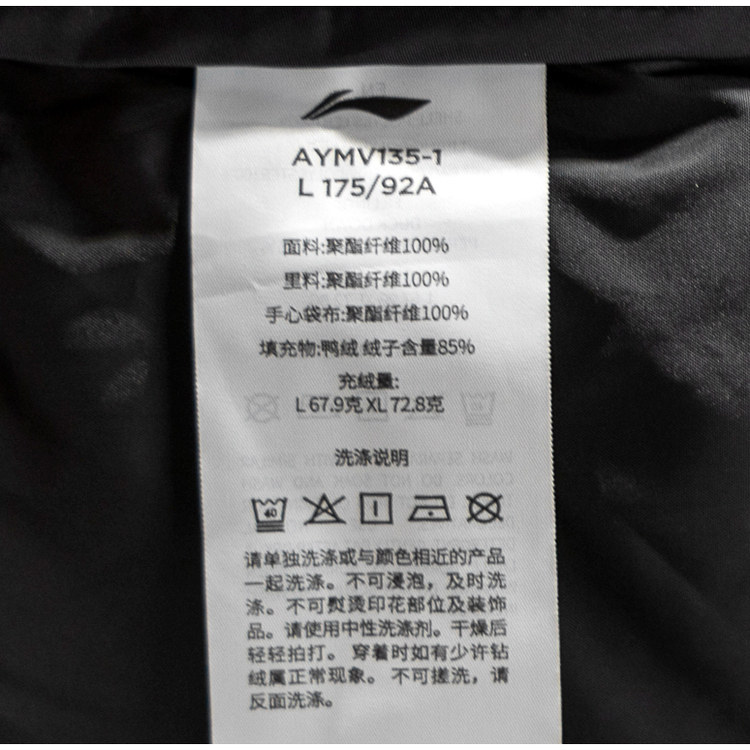 AYMV135-1
L 175/92A
面料:聚酯纤维100%
里料:聚酯纤维100%
手心袋布:聚酯纤维100%
填充物:鸭绒 绒子含量85%
充绒量:
L 67.9克 XL 72.8克
洗涤说明
40
请单独洗涤或与颜色相近的产品
一起洗涤。不可浸泡，及时洗
涤。不可熨烫印花部位及装饰
品。请使用中性洗涤剂。干燥后
轻轻拍打。 穿着时如有少许钻
绒属正常现象。 不可搓洗，请
反面洗涤。